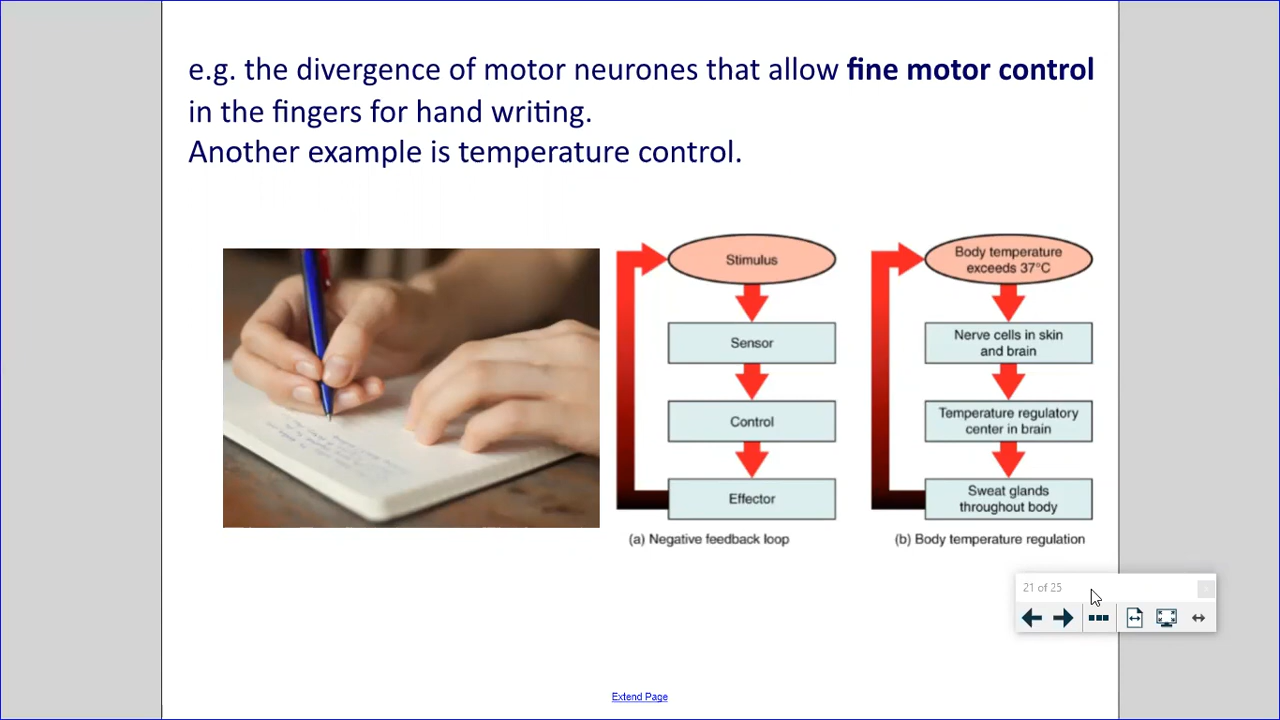 e.g. the divergence of motor neurones that allow fine motor control
in the fingers for hand writing.
Another example is temperature control.
Stimulus
Sensor
Control
Effector
(a) Negative feedback loop
Body temperature
exceeds 37°C
Nerve cells in skin
and brain
Temperature regulatory
center in brain
Sweat glands
throughout body
(b) Body temperature regulation
21 of 25
Extend Page